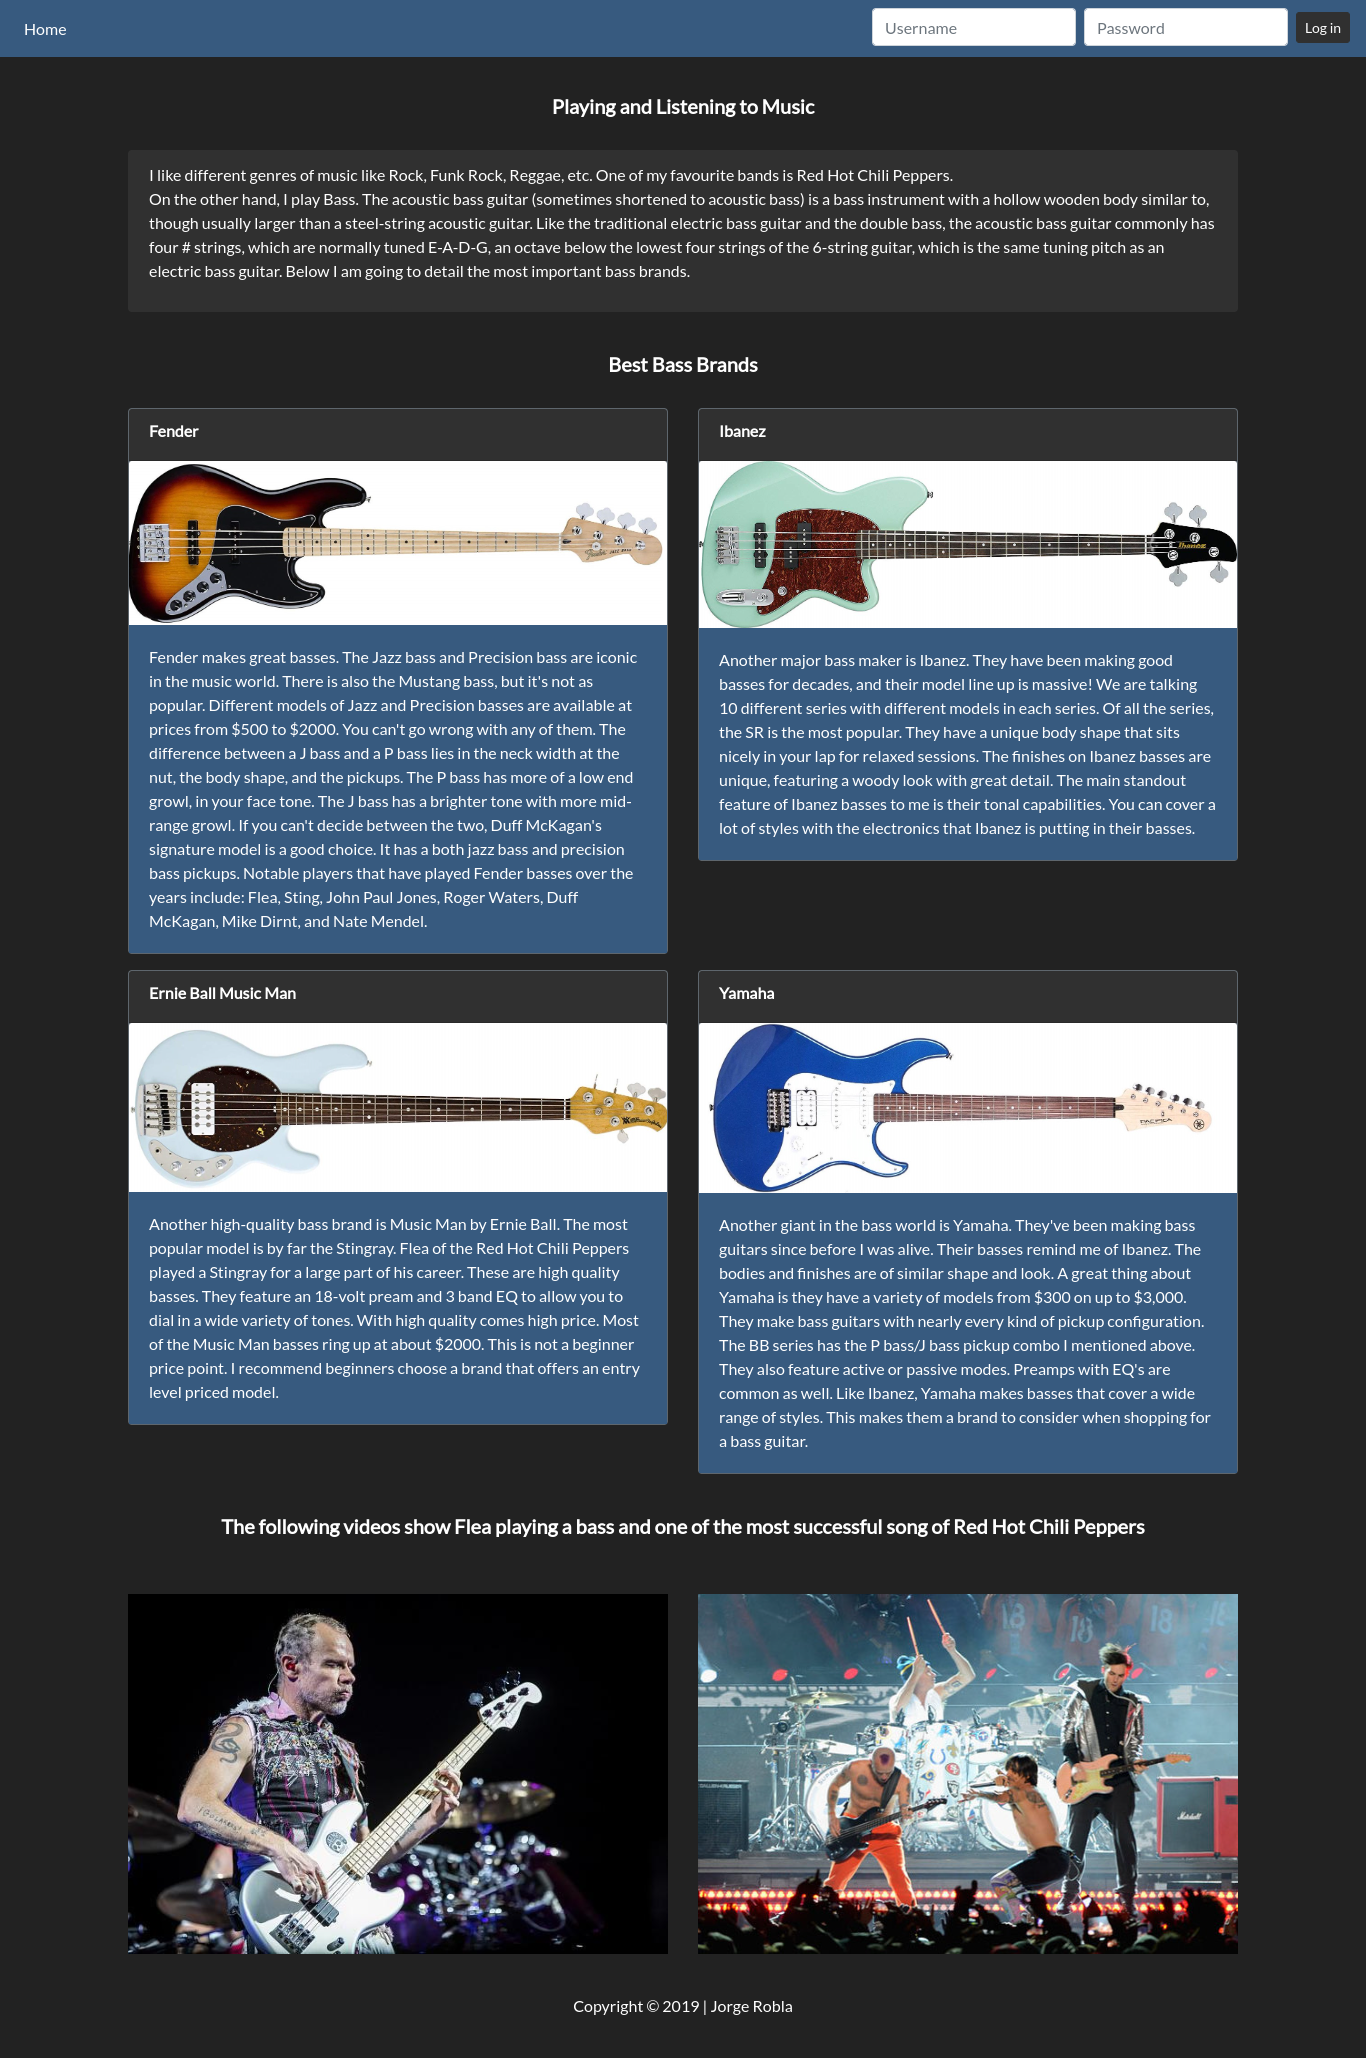 Home
Username
Password
Log in
Playing and Listening to Music
I like different genres of music like Rock, Funk Rock, Reggae, etc. One of my favourite bands is Red Hot Chili Peppers.
On the other hand, I play Bass. The acoustic bass guitar (sometimes shortened to acoustic bass) is a bass instrument with a hollow wooden body similar to,
though usually larger than a steel-string acoustic guitar. Like the traditional electric bass guitar and the double bass, the acoustic bass guitar commonly has
four # strings, which are normally tuned E-A-D-G, an octave below the lowest four strings of the 6-string guitar, which is the same tuning pitch as an
electric bass guitar. Below I am going to detail the most important bass brands.
Best Bass Brands
Fender
Fender makes great basses. The Jazz bass and Precision bass are iconic
in the music world. There is also the Mustang bass, but it's not as
popular. Different models of Jazz and Precision basses are available at
prices from $500 to $2000. You can't go wrong with any of them. The
difference between a J bass and a P bass lies in the neck width at the
nut, the body shape, and the pickups. The P bass has more of a low end
growl, in your face tone. The J bass has a brighter tone with more mid-
range growl. If you can't decide between the two, Duff McKagan's
signature model is a good choice. It has a both jazz bass and precision
bass pickups. Notable players that have played Fender basses over the
years include: Flea, Sting, John Paul Jones, Roger Waters, Duff
McKagan, Mike Dirnt, and Nate Mendel.
Ibanez
Ibanez
Another major bass maker is Ibanez. They have been making good
basses for decades, and their model line up is massive! We are talking
10 different series with different models in each series. Of all the series,
the SR is the most popular. They have a unique body shape that sits
nicely in your lap for relaxed sessions. The finishes on Ibanez basses are
unique, featuring a woody look with great detail. The main standout
feature of Ibanez basses to me is their tonal capabilities. You can cover a
lot of styles with the electronics that Ibanez is putting in their basses.
Ernie Ball Music Man
Another high-quality bass brand is Music Man by Ernie Ball. The most
popular model is by far the Stingray. Flea of the Red Hot Chili Peppers
played a Stingray for a large part of his career. These are high quality
basses. They feature an 18-volt pream and 3 band EQ to allow you to
dial in a wide variety of tones. With high quality comes high price. Most
of the Music Man basses ring up at about $2000. This is not a beginner
price point. I recommend beginners choose a brand that offers an entry
level priced model.
Yamaha
PACIFICA
Another giant in the bass world is Yamaha. They've been making bass
guitars since before I was alive. Their basses remind me of Ibanez. The
bodies and finishes are of similar shape and look. A great thing about
Yamaha is they have a variety of models from $300 on up to $3,000.
They make bass guitars with nearly every kind of pickup configuration.
The BB series has the P bass/J bass pickup combo I mentioned above.
They also feature active or passive modes. Preamps with EQ's are
common as well. Like Ibanez, Yamaha makes basses that cover a wide
range of styles. This makes them a brand to consider when shopping for
a bass guitar.
The following videos show Flea playing a bass and one of the most successful song of Red Hot Chili Peppers
18
18
18
Marshall
Copyright © 2019 | Jorge Robla